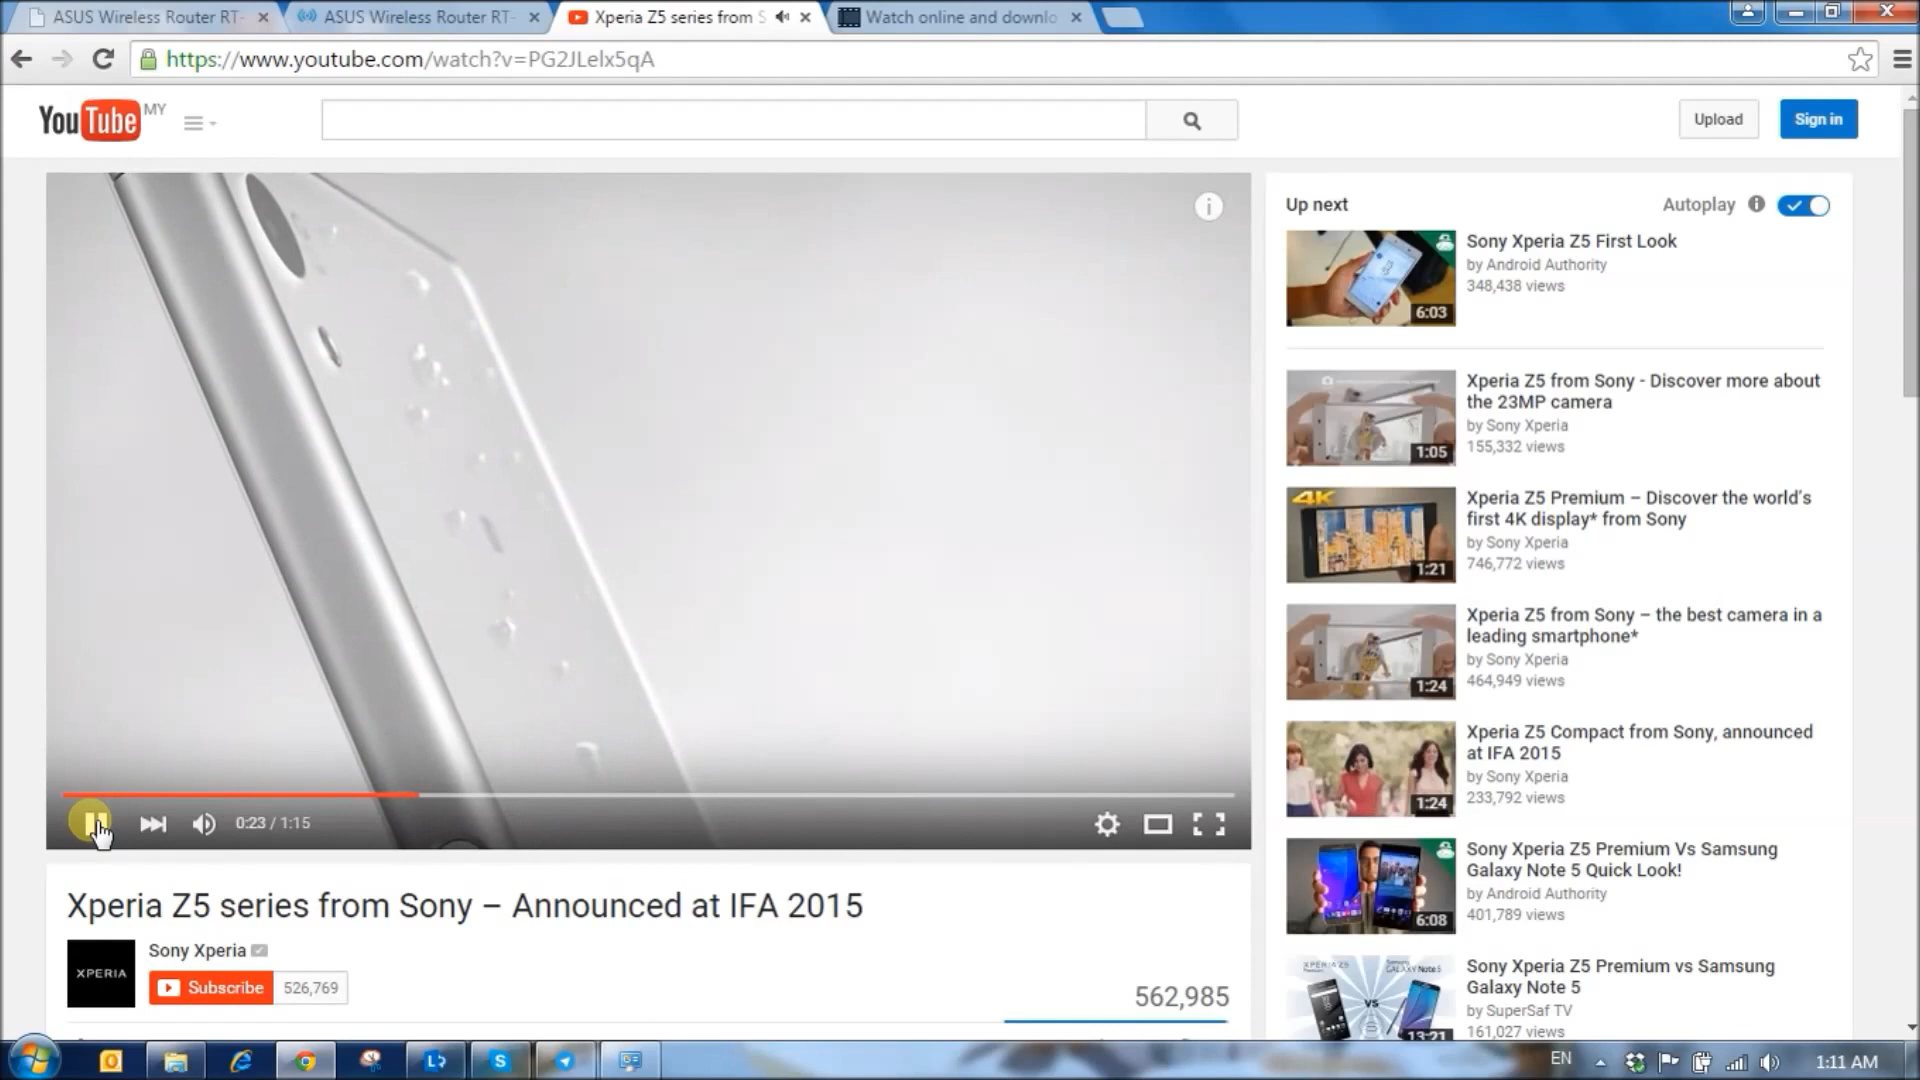 ASUS Wireless Router RT-
ASUS Wireless Router RT-
Xperia Z5 series from S
Watch online and downlo
https://www.youtube.com/watch?v=PG2JLelx5qA
YouTube MY
Upload
Sign in
0:23 / 1:15
Xperia Z5 series from Sony – Announced at IFA 2015
XPERIA
Sony Xperia
Subscribe 526,769
562,985
Up next
Autoplay
Sony Xperia Z5 First Look
by Android Authority
348,438 views
6:03
Xperia Z5 from Sony - Discover more about
the 23MP camera
by Sony Xperia
155,332 views
1:05
4K
Xperia Z5 Premium – Discover the world's
first 4K display* from Sony
by Sony Xperia
746,772 views
1:21
Xperia Z5 from Sony – the best camera in a
leading smartphone*
by Sony Xperia
464,949 views
1:24
Xperia Z5 Compact from Sony, announced
at IFA 2015
by Sony Xperia
233,792 views
1:24
Sony Xperia Z5 Premium Vs Samsung
Galaxy Note 5 Quick Look!
by Android Authority
401,789 views
6:08
XPERIA Z5
GALAXY Note5
VS
Sony Xperia Z5 Premium vs Samsung
Galaxy Note 5
by SuperSaf TV
161,027 views
13:21
EN
1:11 AM